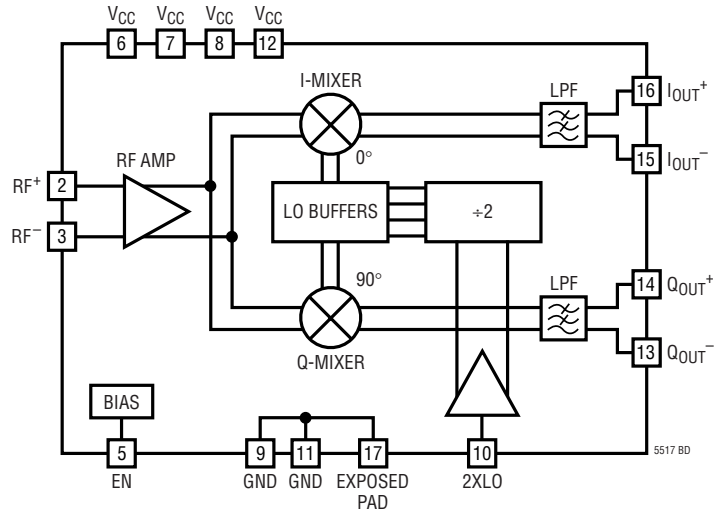 VCC VCC VCC VCC
6 7 8 12
I-MIXER
LPF
16 IOUT+
0°
15 IOUT−
RF AMP
RF+ 2
LO BUFFERS
÷2
RF− 3
90°
LPF
14 QOUT+
Q-MIXER
13 QOUT−
BIAS
5 9 11 17 10
5517 BD
EN GND GND EXPOSED PAD 2XLO